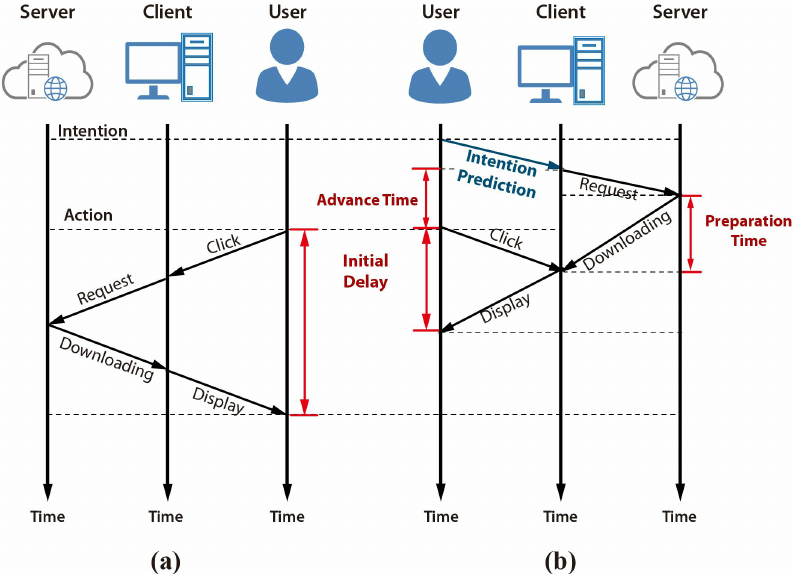 Server
Client
User
User
Client
Server
Intention
Intention
Prediction
Request
Advance Time
Action
Click
Click
Downloading
Preparation
Time
Initial
Delay
Request
Display
Downloading
Display
Time
Time
Time
Time
Time
Time
(a)
(b)